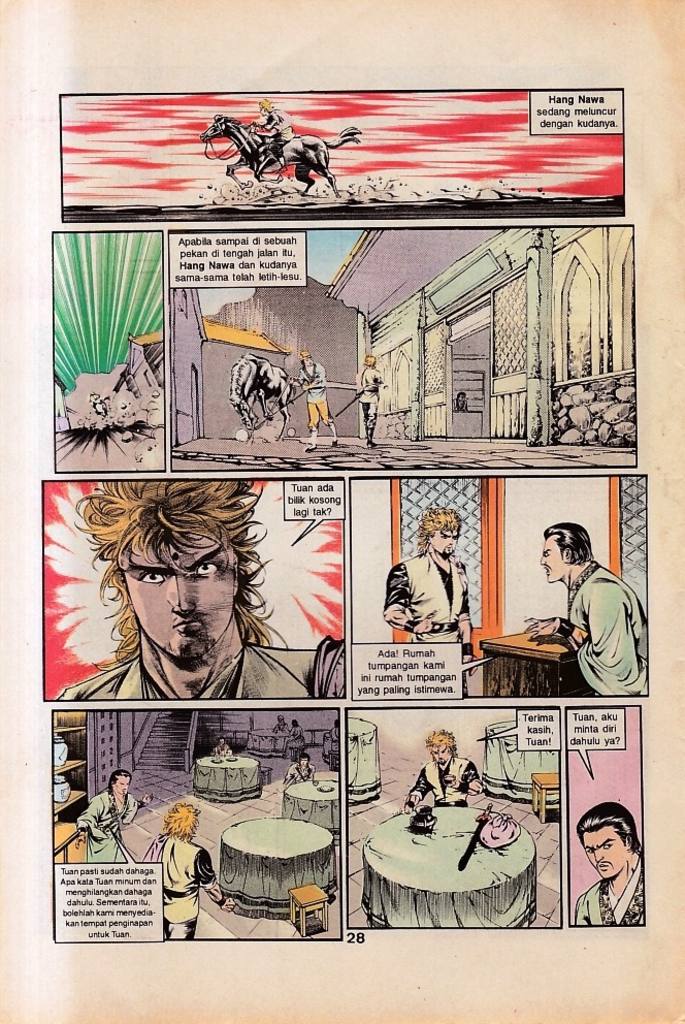 Hang Nawa
sedang meluncur
dengan kudanya.
Apabila sampai di sebuah
pekan di tengah jalan itu,
Hang Nawa dan kudanya
sama-sama telah letih-lesu.
Tuan ada
bilik kosong
lagi tak?
Ada! Rumah
tumpangan kami
ini rumah tumpangan
yang paling istimewa.
Tuan pasti sudah dahaga.
Apa kata Tuan minum dan
menghilangkan dahaga
dahulu. Sementara itu,
bolehlah kami menyedia-
kan tempat penginapan
untuk Tuan.
Terima
kasih,
Tuan!
Tuan, aku
minta diri
dahulu ya?
28